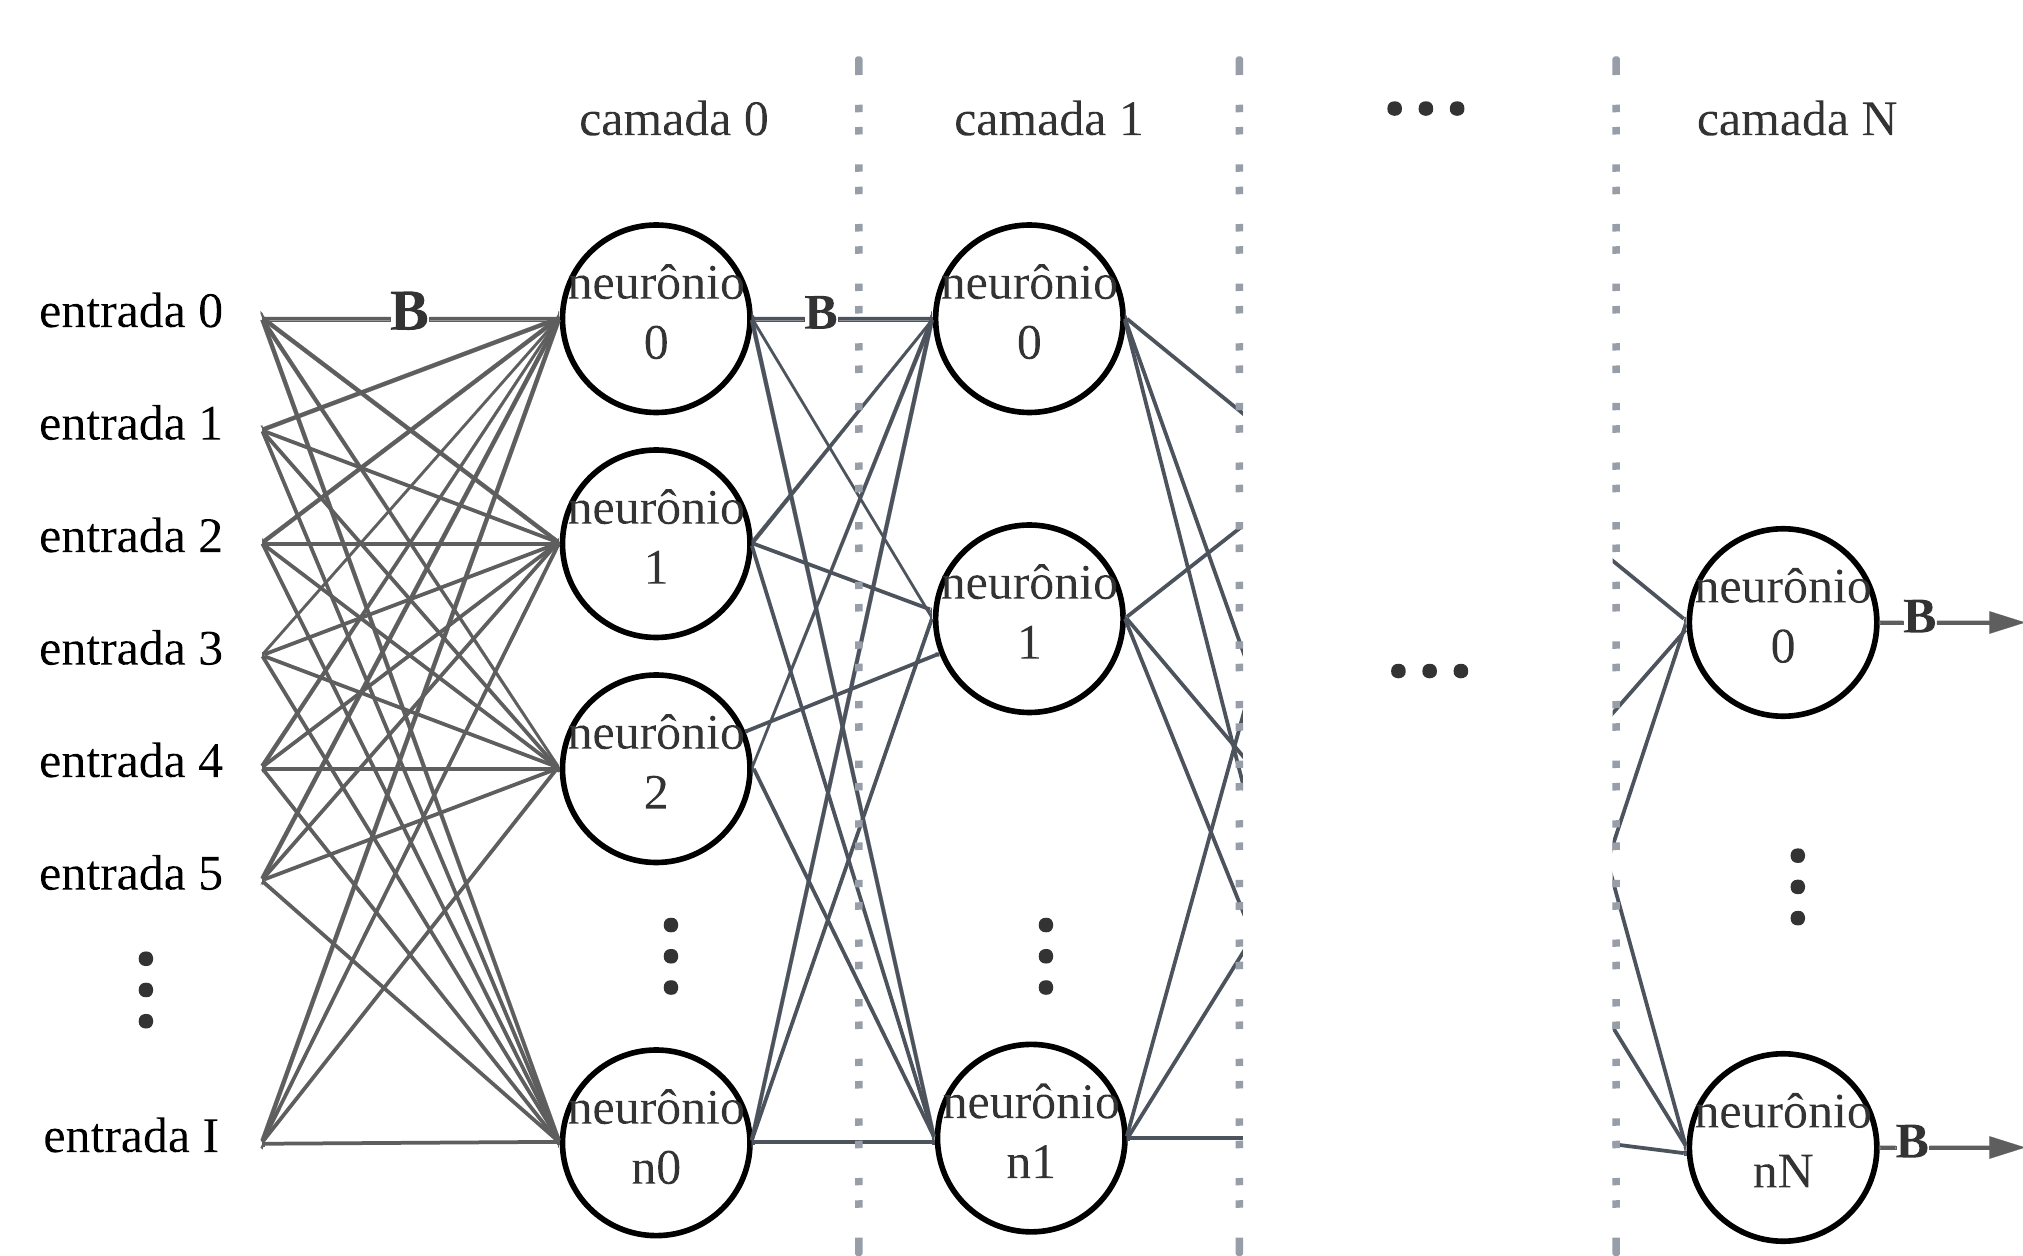 camada 0
camada 1
camada N
entrada 0
entrada 1
entrada 2
entrada 3
entrada 4
entrada 5
entrada I
B
neurônio
0
neurônio
1
neurônio
2
neurônio
n0
B
neurônio
0
neurônio
1
neurônio
n1
neurônio
0
B
neurônio
nN
B